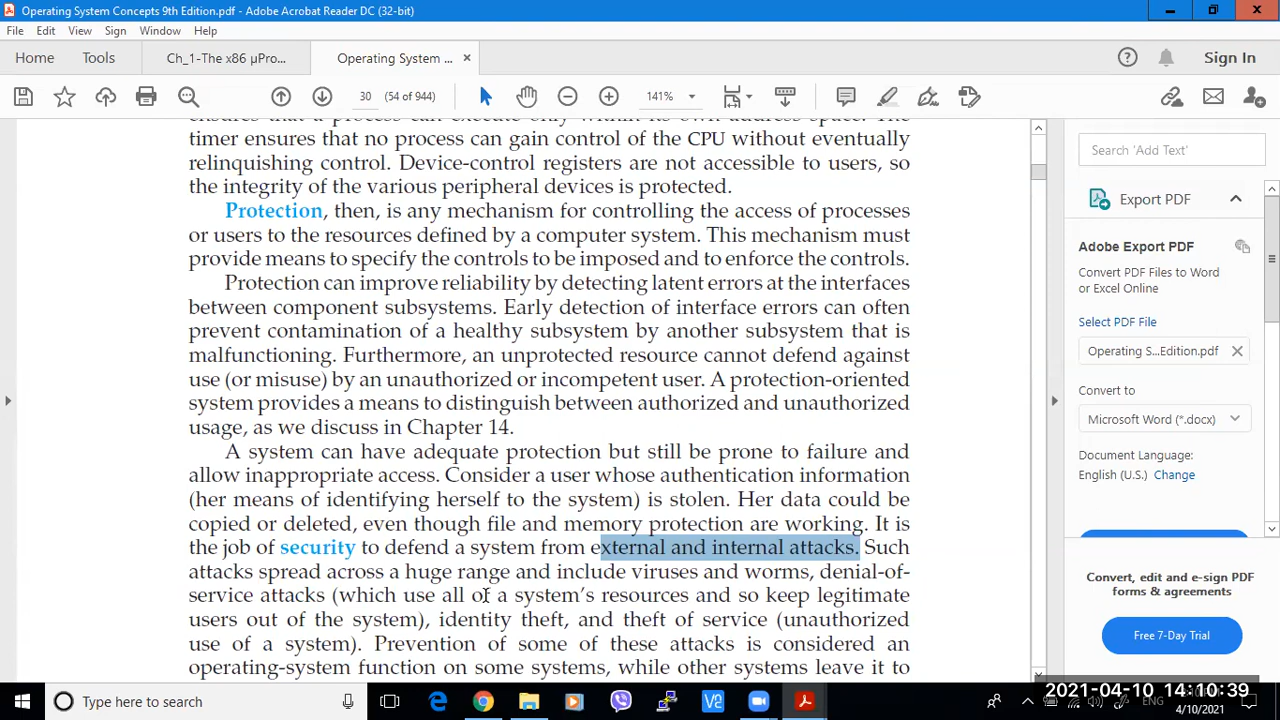 Operating System Concepts 9th Edition.pdf - Adobe Acrobat Reader DC (32-bit)
File Edit View Sign Window Help
Home Tools Ch_1-The x86 µPro... Operating System ... × Sign In
30 (54 of 944) 141%
ensures that a process can execute only within its own address space. The
timer ensures that no process can gain control of the CPU without eventually
relinquishing control. Device-control registers are not accessible to users, so
the integrity of the various peripheral devices is protected.
Protection, then, is any mechanism for controlling the access of processes
or users to the resources defined by a computer system. This mechanism must
provide means to specify the controls to be imposed and to enforce the controls.
Protection can improve reliability by detecting latent errors at the interfaces
between component subsystems. Early detection of interface errors can often
prevent contamination of a healthy subsystem by another subsystem that is
malfunctioning. Furthermore, an unprotected resource cannot defend against
use (or misuse) by an unauthorized or incompetent user. A protection-oriented
system provides a means to distinguish between authorized and unauthorized
usage, as we discuss in Chapter 14.
A system can have adequate protection but still be prone to failure and
allow inappropriate access. Consider a user whose authentication information
(her means of identifying herself to the system) is stolen. Her data could be
copied or deleted, even though file and memory protection are working. It is
the job of security to defend a system from external and internal attacks. Such
attacks spread across a huge range and include viruses and worms, denial-of-
service attacks (which use all of a system's resources and so keep legitimate
users out of the system), identity theft, and theft of service (unauthorized
use of a system). Prevention of some of these attacks is considered an
operating-system function on some systems, while other systems leave it to
Search 'Add Text'
Export PDF
Adobe Export PDF
Convert PDF Files to Word
or Excel Online
Select PDF File
Operating S...Edition.pdf ×
Convert to
Microsoft Word (*.docx)
Document Language:
English (U.S.) Change
Convert, edit and e-sign PDF
forms & agreements
Free 7-Day Trial
Type here to search
ENG
2021-04-10 14:10:39
4/10/2021